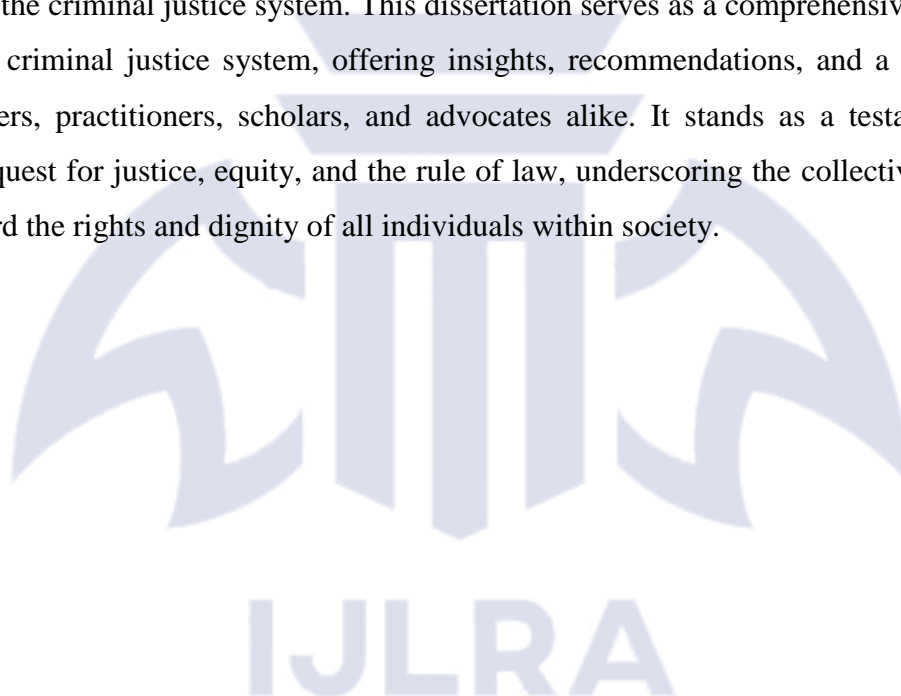 the criminal justice system. This dissertation serves as a comprehensiv
criminal justice system, offering insights, recommendations, and a
ers, practitioners, scholars, and advocates alike. It stands as a testa
quest for justice, equity, and the rule of law, underscoring the collectiv
rd the rights and dignity of all individuals within society.
IJLRA